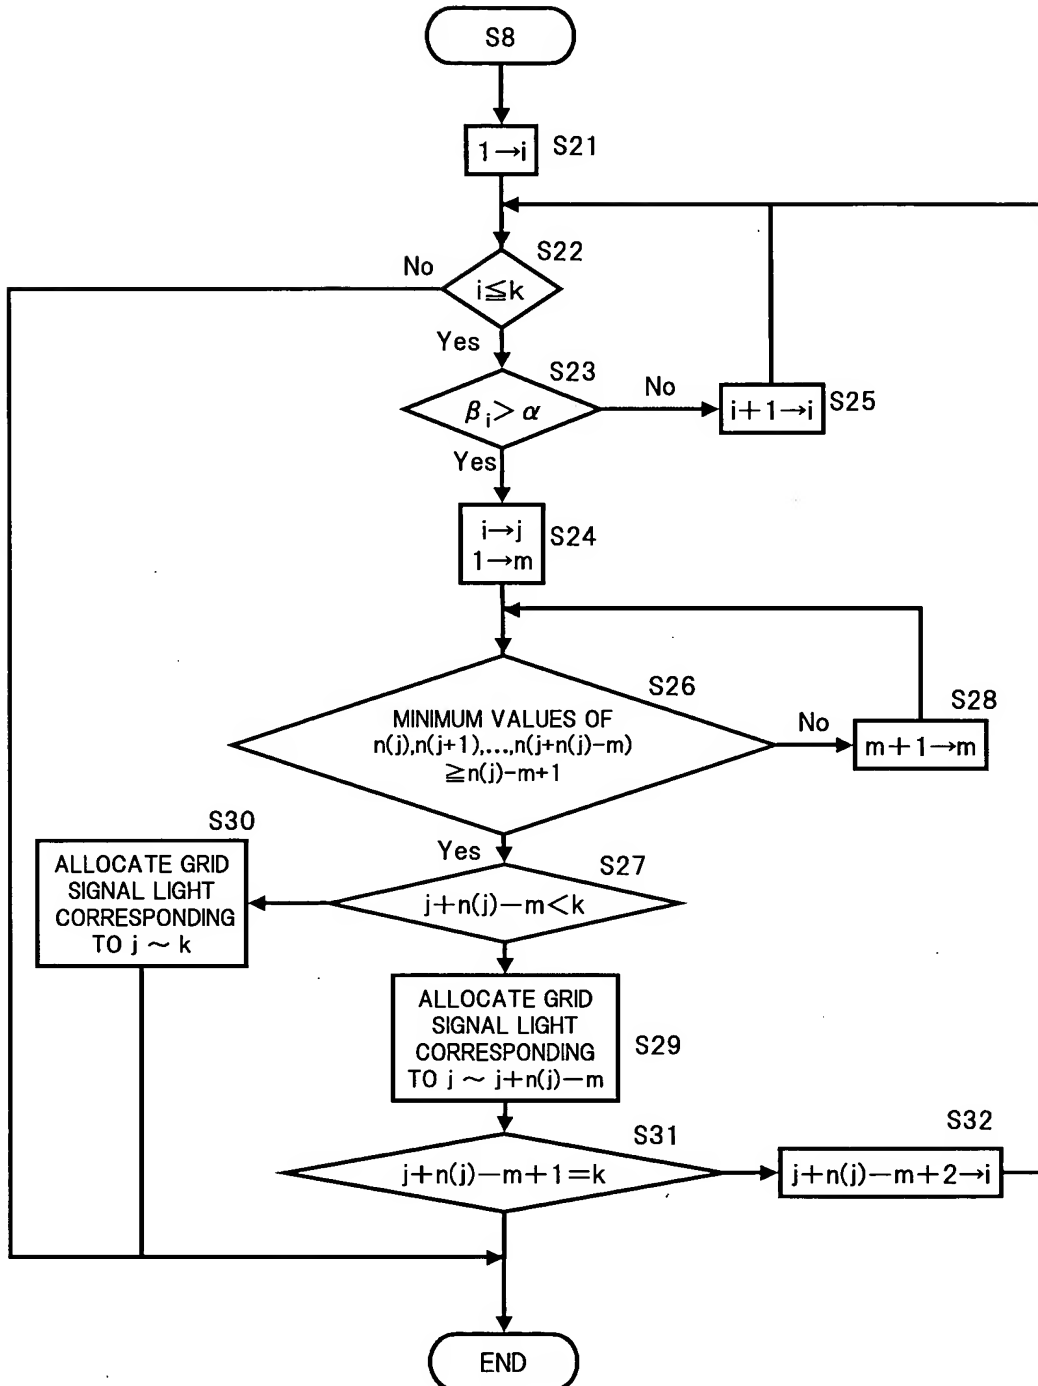 S8
1→i
S21
S22
No
i≦k
Yes
S23
No
βi＞α
i+1→i
S25
Yes
i→j
1→m
S24
S26
S28
MINIMUM VALUES OF
n(j),n(j+1),...,n(j+n(j)-m)
≧n(j)-m+1
No
m+1→m
S30
Yes
S27
ALLOCATE GRID
SIGNAL LIGHT
CORRESPONDING
TO j ～ k
j+n(j)-m<k
ALLOCATE GRID
SIGNAL LIGHT
CORRESPONDING
TO j ～ j+n(j)-m
S29
S31
S32
j+n(j)-m+1=k
j+n(j)-m+2→i
END